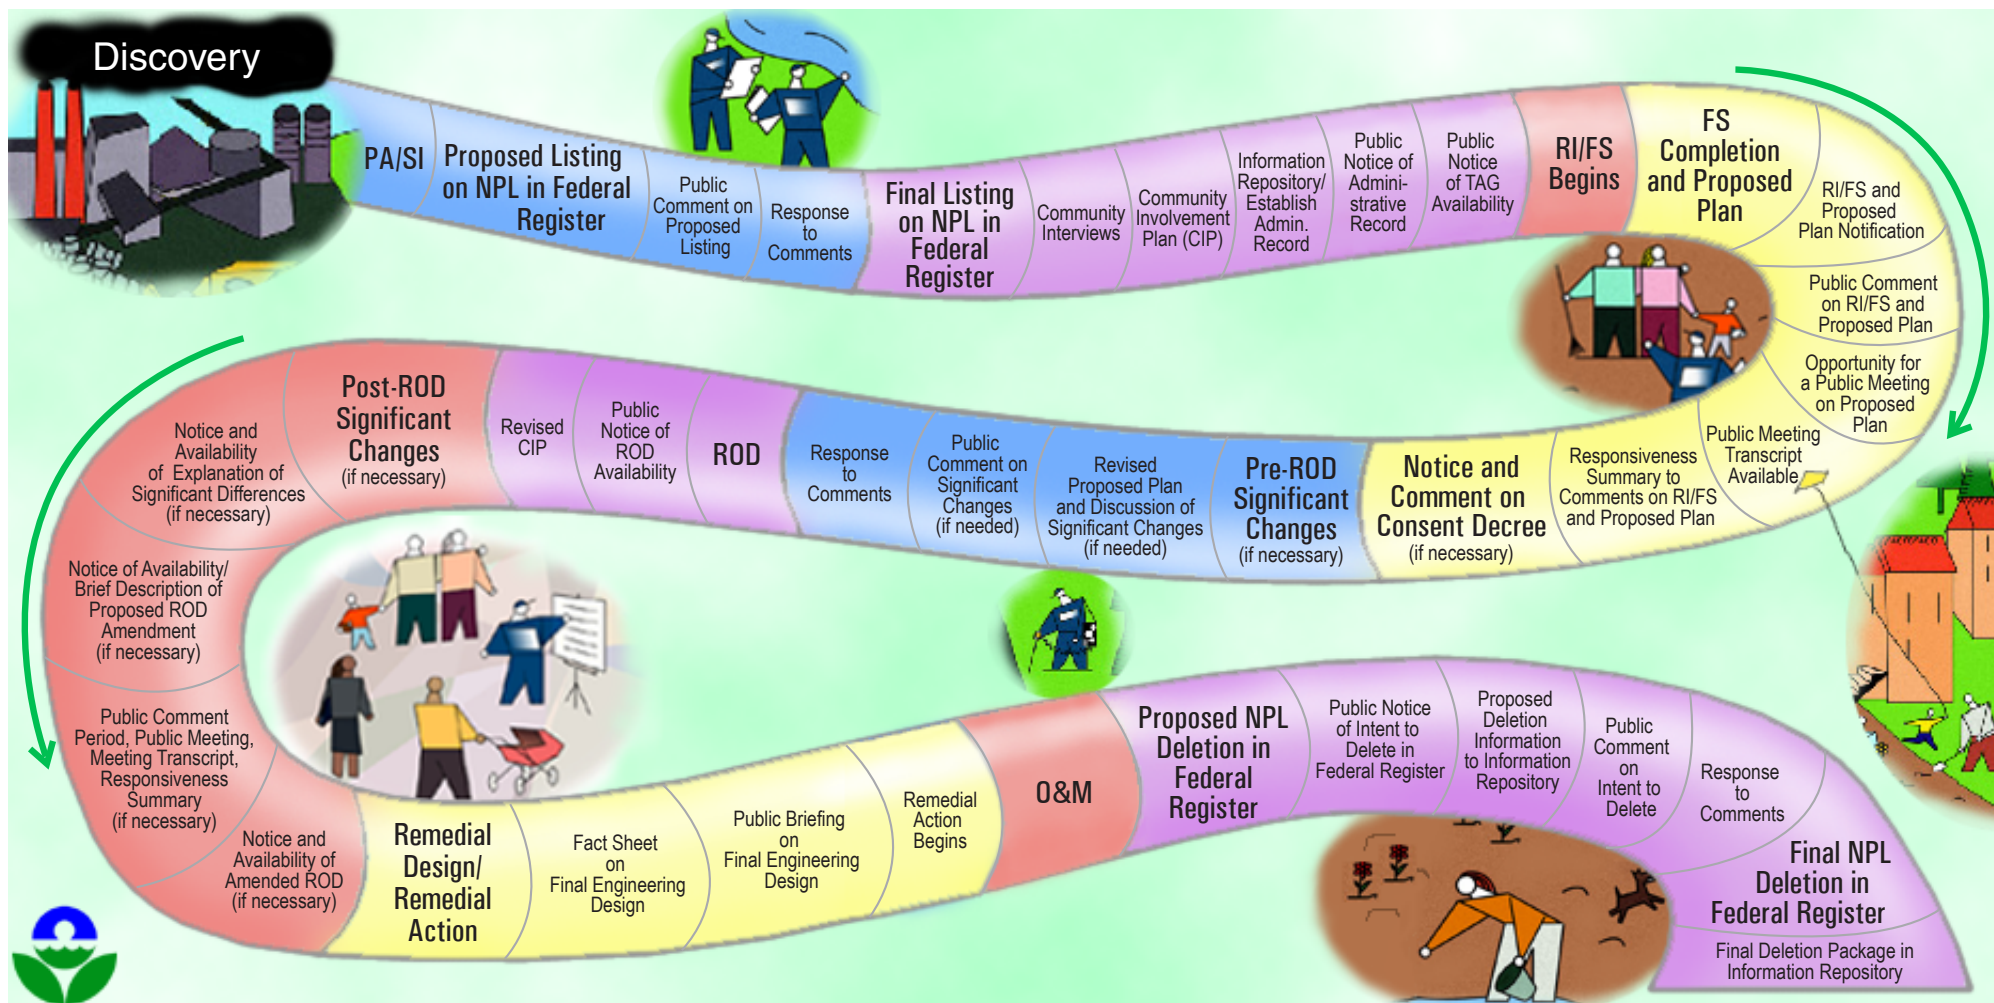 Discovery
PA/SI
Proposed Listing
on NPL in Federal
Register
Public
Comment on
Proposed
Listing
Response
to
Comments
Final Listing
on NPL in
Federal
Register
Community
Interviews
Community
Involvement
Plan (CIP)
Information
Repository/
Establish
Admin.
Record
Public
Notice of
Admini-
strative
Record
Public
Notice
of TAG
Availability
RI/FS
Begins
FS
Completion
and Proposed
Plan
RI/FS and
Proposed
Plan Notification
Public Comment
on RI/FS and
Proposed Plan
Opportunity for
a Public Meeting
on Proposed
Plan
Public Meeting
Transcript
Available
Responsiveness
Summary to
Comments on RI/FS
and Proposed Plan
Notice and
Comment on
Consent Decree
(if necessary)
Pre-ROD
Significant
Changes
(if necessary)
Revised
Proposed Plan
and Discussion of
Significant Changes
(if needed)
Public
Comment on
Significant
Changes
(if needed)
Response
to
Comments
ROD
Public
Notice of
ROD
Availability
Revised
CIP
Post-ROD
Significant
Changes
(if necessary)
Notice and
Availability
of Explanation of
Significant Differences
(if necessary)
Notice of Availability/
Brief Description of
Proposed ROD
Amendment
(if necessary)
Public Comment
Period, Public Meeting,
Meeting Transcript,
Responsiveness
Summary
(if necessary)
Notice and
Availability of
Amended ROD
(if necessary)
Remedial
Design/
Remedial
Action
Fact Sheet
on
Final Engineering
Design
Public Briefing
on
Final Engineering
Design
Remedial
Action
Begins
O&M
Proposed NPL
Deletion in
Federal
Register
Public Notice
of Intent to
Delete in
Federal Register
Proposed
Deletion
Information
to Information
Repository
Public
Comment
on
Intent to
Delete
Response
to
Comments
Final NPL
Deletion in
Federal Register
Final Deletion Package in
Information Repository